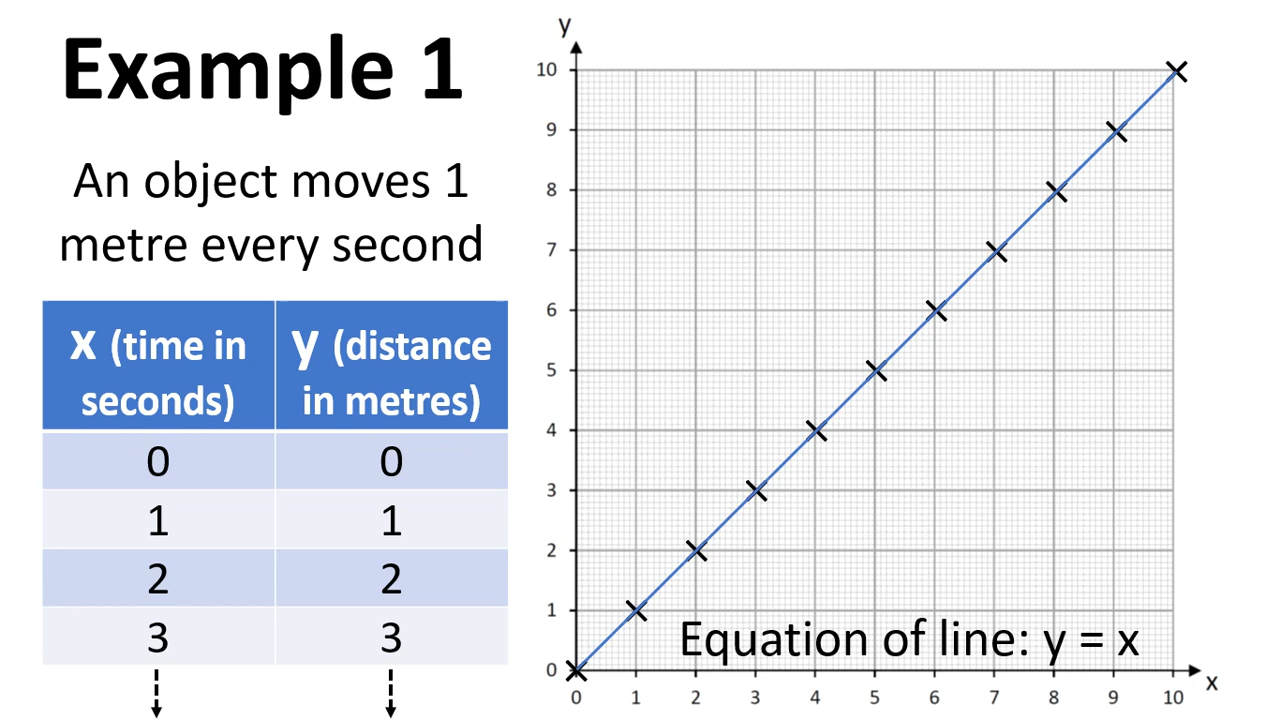 Example 1
An object moves 1
metre every second
x (time in
seconds)
y (distance
in metres)
0 0
1 1
2 2
3 3
y
10
9
8
7
6
5
4
3
2
1
0
Equation of line: y = x
0 1 2 3 4 5 6 7 8 9 10
x